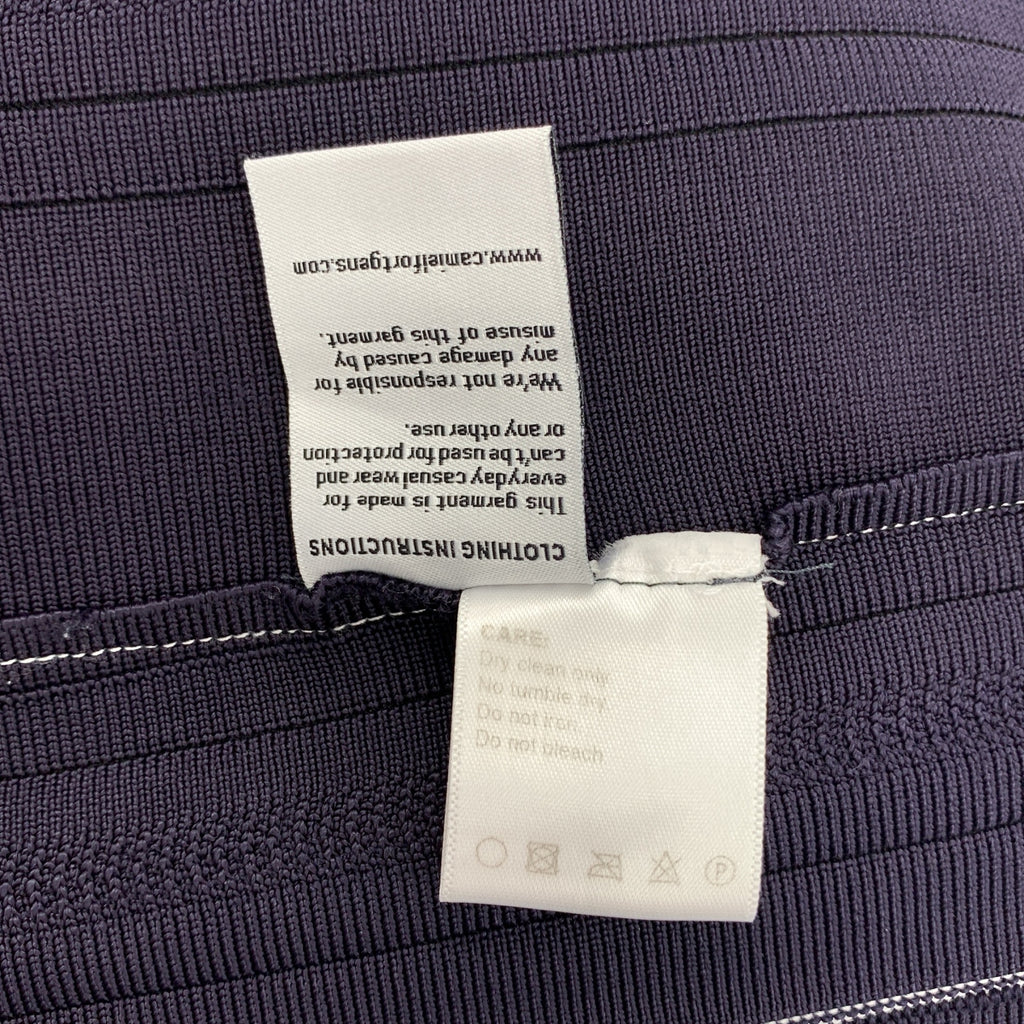 CLOTHING INSTRUCTIONS
This garment is made for
everyday casual wear and
can't be used for protection
or any other use.
We're not responsible for
any damage caused by
misuse of this garment.
www.camielfortgens.com
CARE:
Dry clean only.
No tumble dry.
Do not iron.
Do not bleach
P